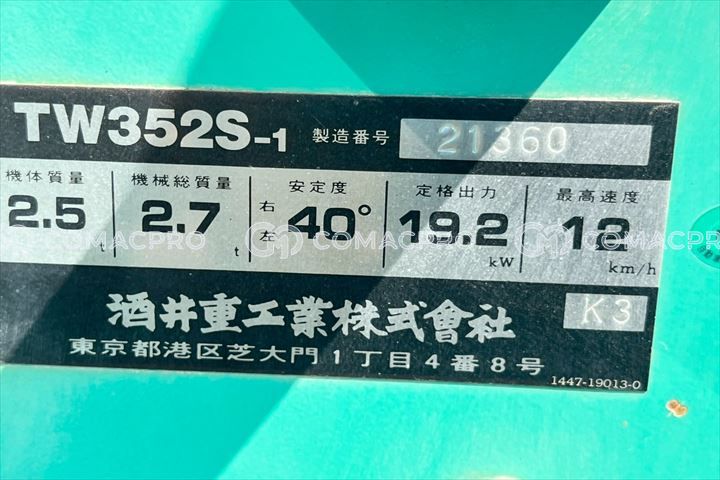 TW352S-1 製造番号 21360
機体質量 機械総質量 安定度 定格出力 最高速度
2.5 t 2.7 t 右左 40° 19.2 kW 12 km/h
酒井重工業株式會社 K3
東京都港区芝大門1丁目4番8号
1447-19013-0
COMACPRO COMACPRO COMACPRO